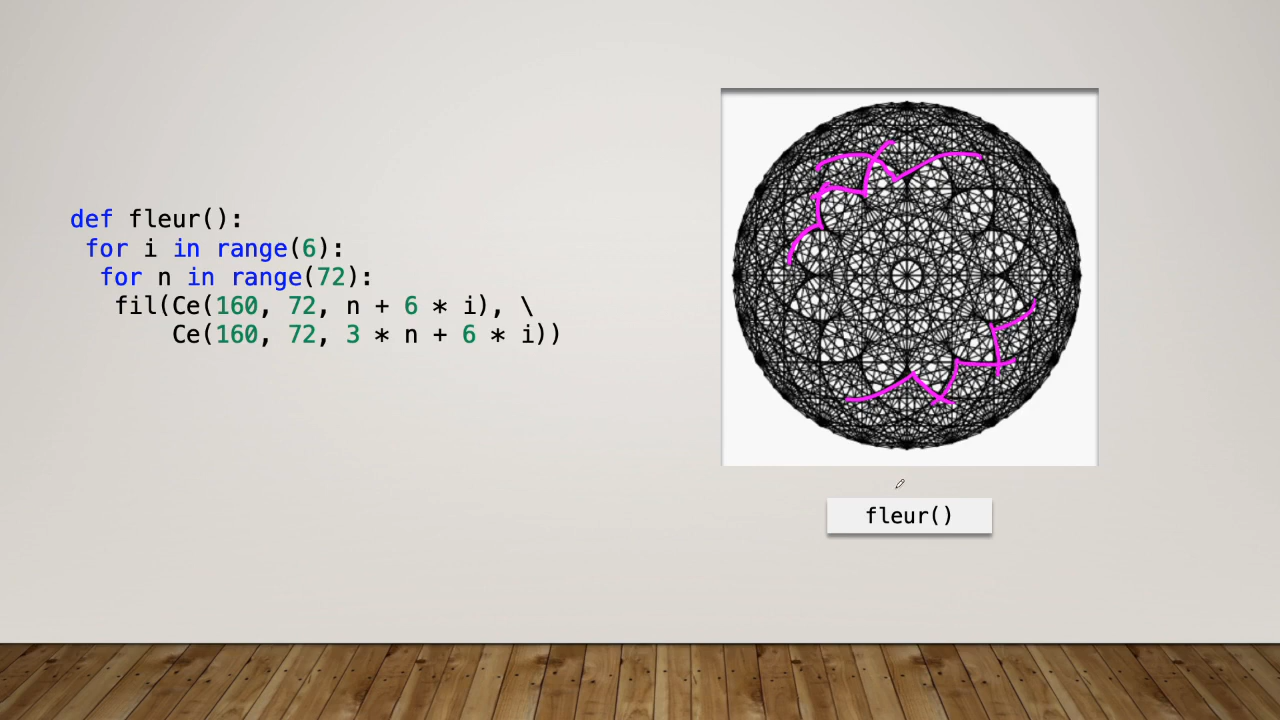 def fleur():
for i in range(6):
for n in range(72):
fil(Ce(160, 72, n + 6 * i), \
Ce(160, 72, 3 * n + 6 * i))
fleur()